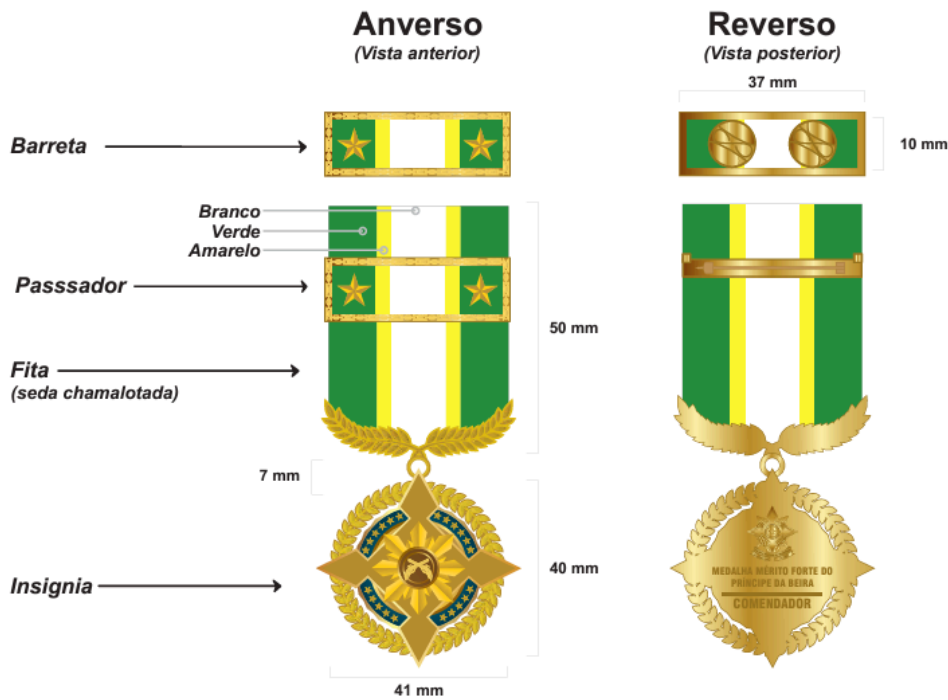 Anverso
(Vista anterior)
Reverso
(Vista posterior)
37 mm
Barreta
10 mm
Branco
Verde
Amarelo
Passsador
50 mm
Fita
(seda chamalotada)
7 mm
Insignia
40 mm
MEDALHA MÉRITO FORTE DO
PRÍNCIPE DA BEIRA
COMENDADOR
41 mm